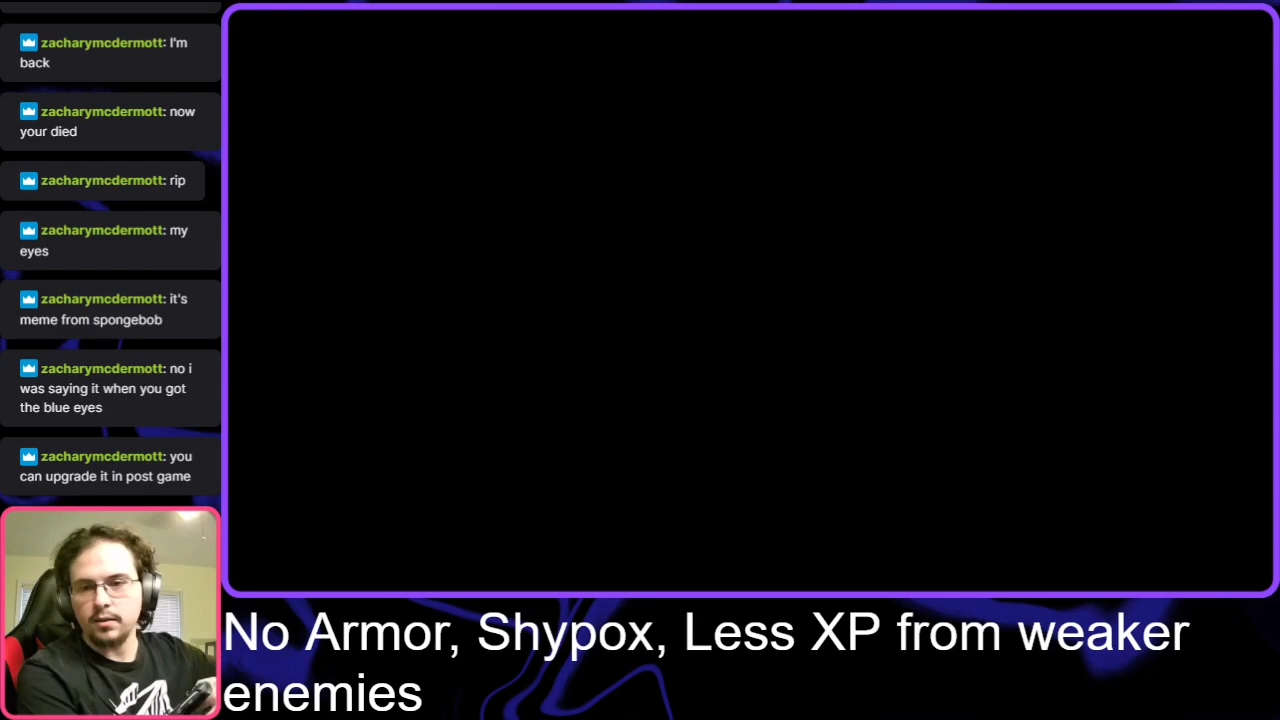 zacharymcdermott: I'm
back
zacharymcdermott: now
your died
zacharymcdermott: rip
zacharymcdermott: my
eyes
zacharymcdermott: it's
meme from spongebob
zacharymcdermott: no i
was saying it when you got
the blue eyes
zacharymcdermott: you
can upgrade it in post game
No Armor, Shypox, Less XP from weaker
enemies